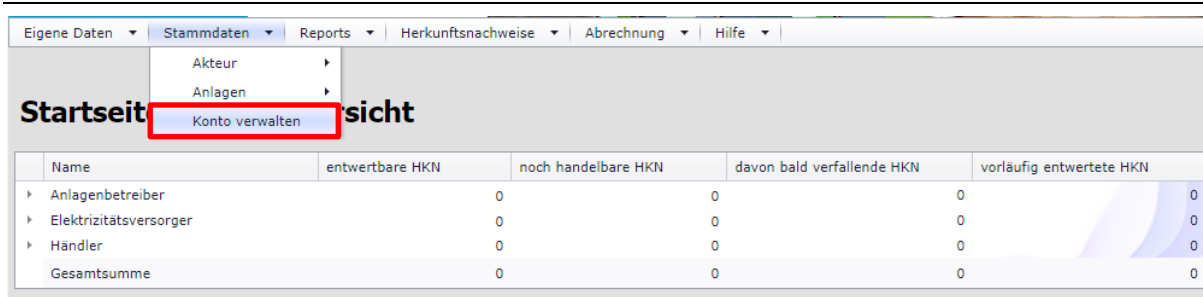 Eigene Daten Stammdaten Reports Herkunftsnachweise Abrechnung Hilfe
Akteur
Anlagen
Konto verwalten
Startseit rsicht
Name entwertbare HKN noch handelbare HKN davon bald verfallende HKN vorläufig entwertete HKN
Anlagenbetreiber 0 0 0 0
Elektrizitätsversorger 0 0 0 0
Händler 0 0 0 0
Gesamtsumme 0 0 0 0